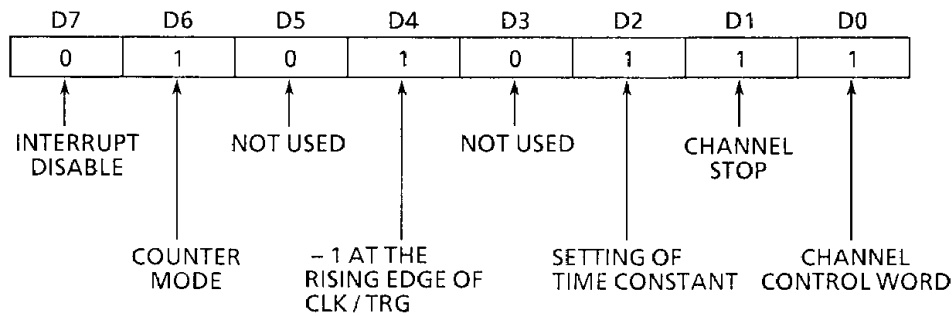 D7 D6 D5 D4 D3 D2 D1 D0
0 1 0 1 0 1 1 1
INTERRUPT DISABLE
NOT USED
NOT USED
CHANNEL STOP
COUNTER MODE
– 1 AT THE
RISING EDGE OF
CLK / TRG
SETTING OF
TIME CONSTANT
CHANNEL
CONTROL WORD